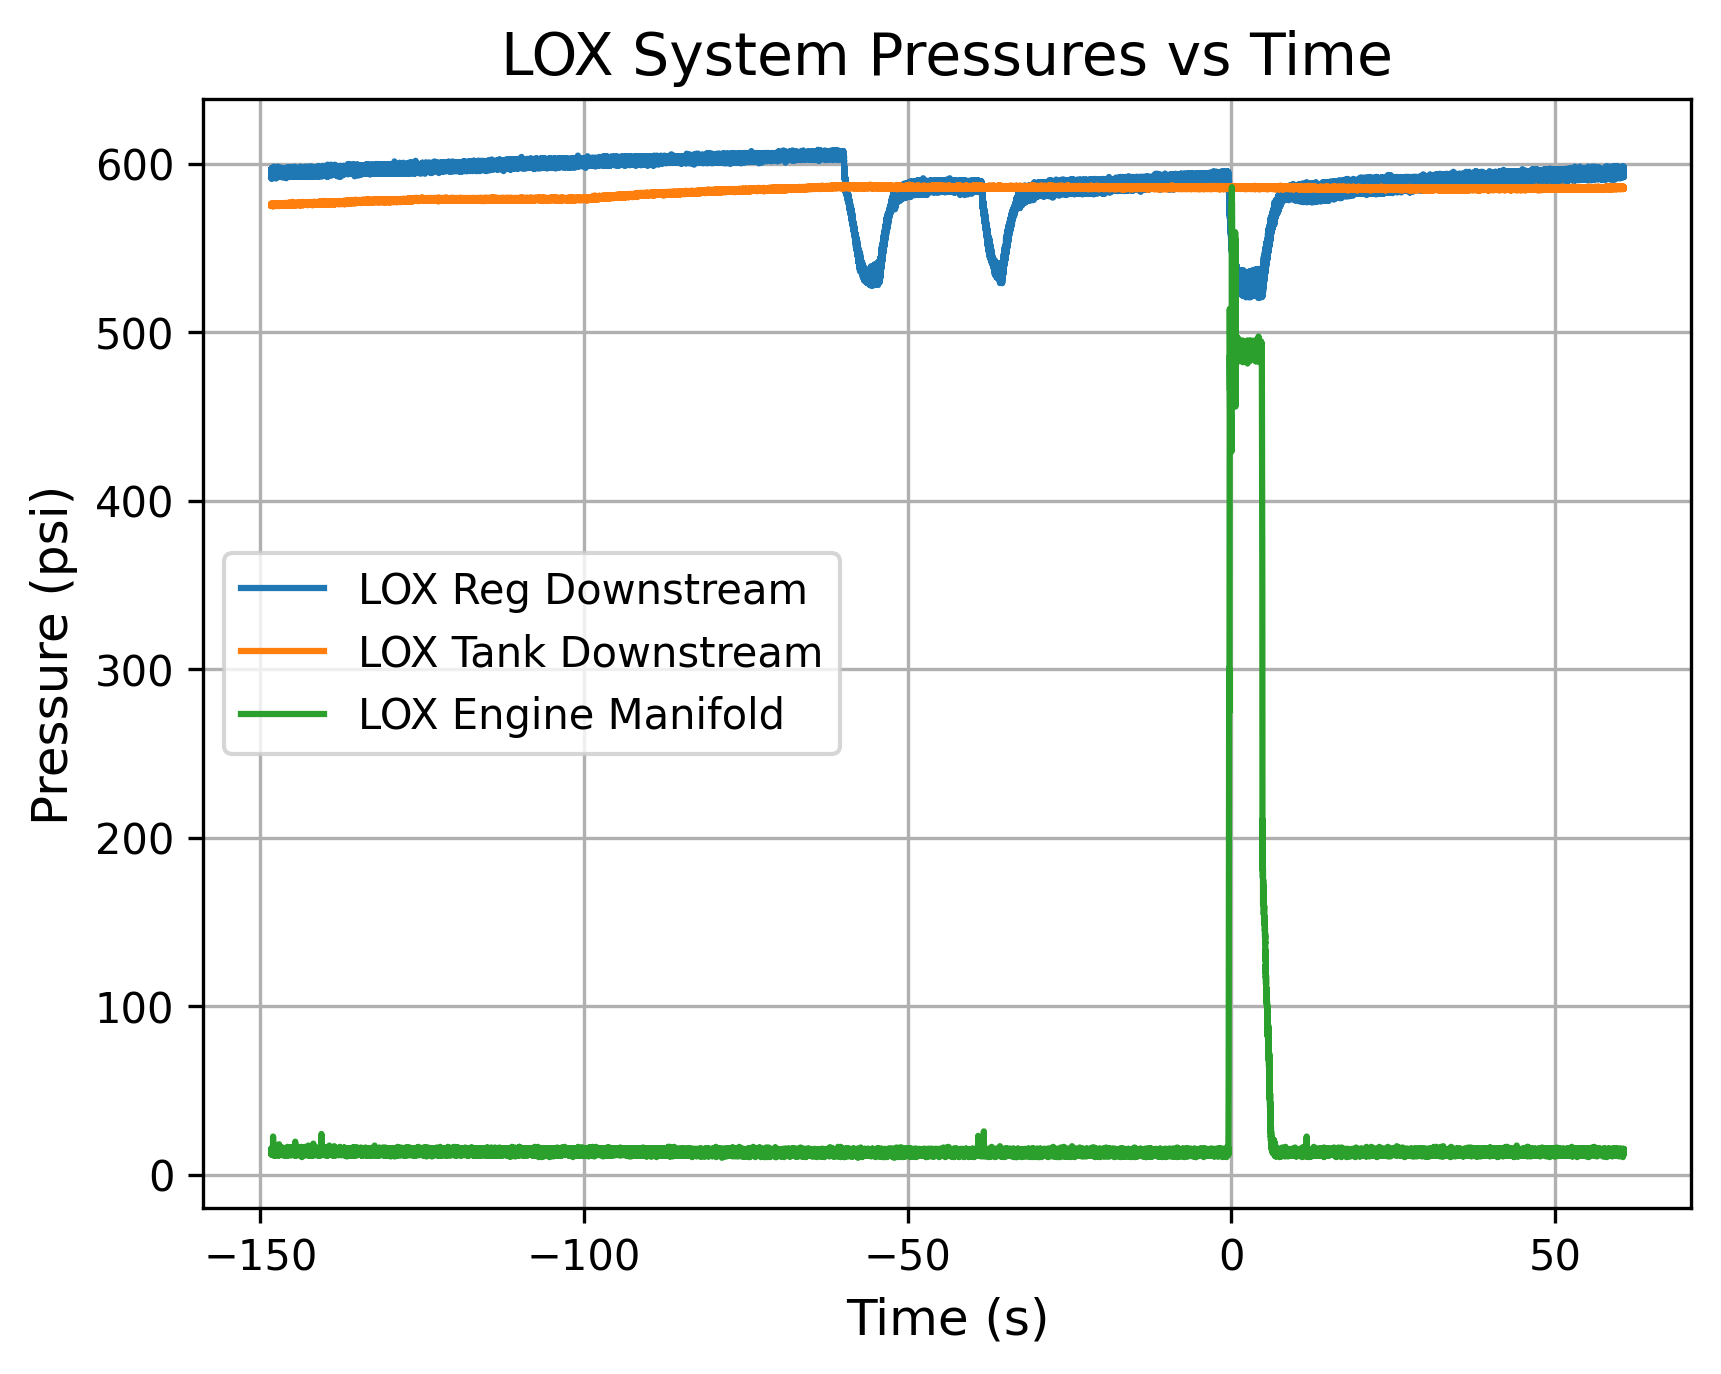 LOX System Pressures vs Time
Pressure (psi)
600
500
400
300
200
100
0
LOX Reg Downstream
LOX Tank Downstream
LOX Engine Manifold
−150 −100 −50 0 50
Time (s)